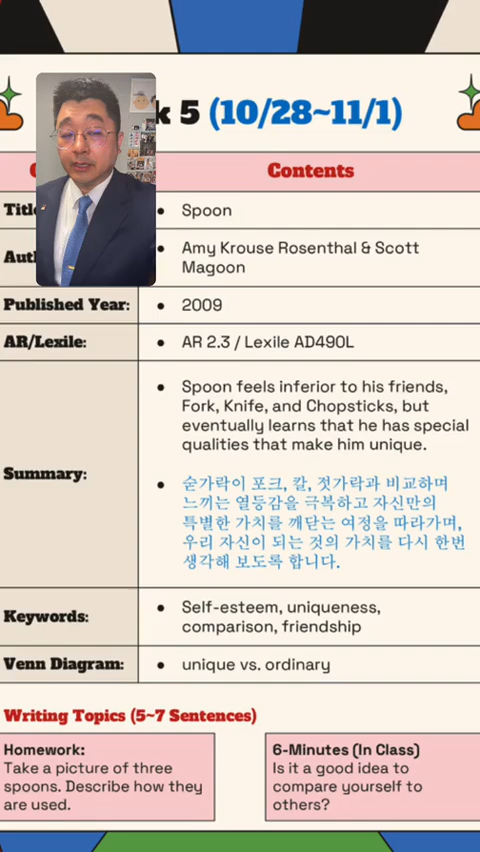 k 5 (10/28~11/1)
Contents
• Spoon
• Amy Krouse Rosenthal & Scott
Magoon
Published Year:
• 2009
AR/Lexile:
• AR 2.3 / Lexile AD490L
Summary:
• Spoon feels inferior to his friends,
Fork, Knife, and Chopsticks, but
eventually learns that he has special
qualities that make him unique.
• 숟가락이 포크, 칼, 젓가락과 비교하며
느끼는 열등감을 극복하고 자신만의
특별한 가치를 깨닫는 여정을 따라가며,
우리 자신이 되는 것의 가치를 다시 한번
생각해 보도록 합니다.
Keywords:
• Self-esteem, uniqueness,
comparison, friendship
Venn Diagram:
• unique vs. ordinary
Writing Topics (5~7 Sentences)
Homework:
Take a picture of three
spoons. Describe how they
are used.
6-Minutes (In Class)
Is it a good idea to
compare yourself to
others?